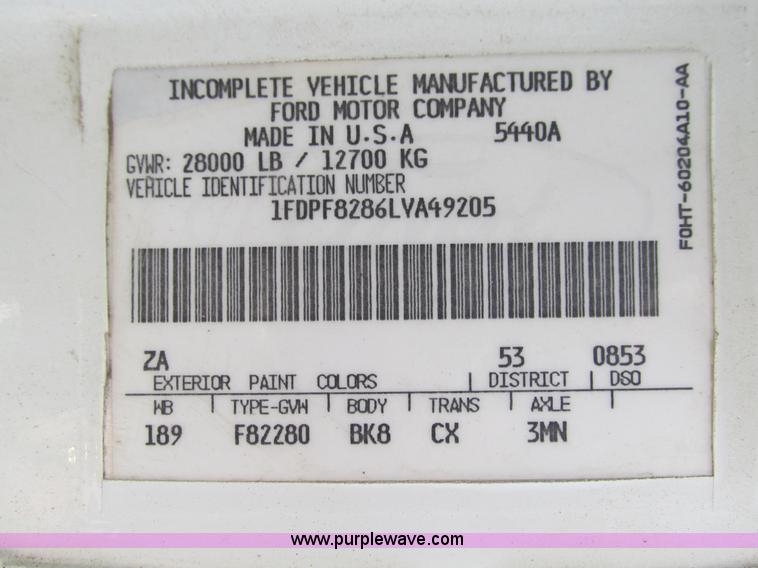 INCOMPLETE VEHICLE MANUFACTURED BY
FORD MOTOR COMPANY
MADE IN U.S.A 5440A
GVWR: 28000 LB / 12700 KG
VEHICLE IDENTIFICATION NUMBER
1FDPF8286LVA49205
ZA 53 0853
EXTERIOR PAINT COLORS DISTRICT DSO
WB TYPE-GVW BODY TRANS AXLE
189 F82280 BK8 CX 3MN
F0HT-60204A10-AA
www.purplewave.com